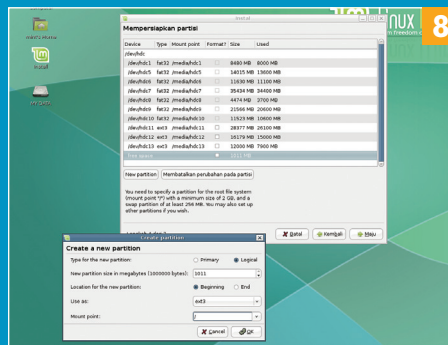 8
Install
Mempersiapkan partisi
Device Type Mount point Format? Size Used
/dev/hdc
/dev/hdc1 fat32 /media/hdc1 8480 MB 8000 MB
/dev/hdc5 fat32 /media/hdc5 14015 MB 13600 MB
/dev/hdc6 fat32 /media/hdc6 11630 MB 11100 MB
/dev/hdc7 fat32 /media/hdc7 35434 MB 34400 MB
/dev/hdc8 fat32 /media/hdc8 4474 MB 3700 MB
/dev/hdc9 fat32 /media/hdc9 21566 MB 20600 MB
/dev/hdc10 fat32 /media/hdc10 11523 MB 10600 MB
/dev/hdc11 ext3 /media/hdc11 28377 MB 26100 MB
/dev/hdc12 ext3 /media/hdc12 16179 MB 15000 MB
/dev/hdc13 ext3 /media/hdc13 12000 MB 7900 MB
free space 1011 MB
New partition Membatalkan perubahan pada partisi
You need to specify a partition for the root file system
(mount point "/") with a minimum size of 2 GB, and a
swap partition of at least 256 MB. You may also set up
other partitions if you wish.
Batal Kembali Maju
Create partition
Create a new partition
Type for the new partition: Primary Logical
New partition size in megabytes (1000000 bytes): 1011
Location for the new partition: Beginning End
Use as: ext3
Mount point: /
Cancel OK